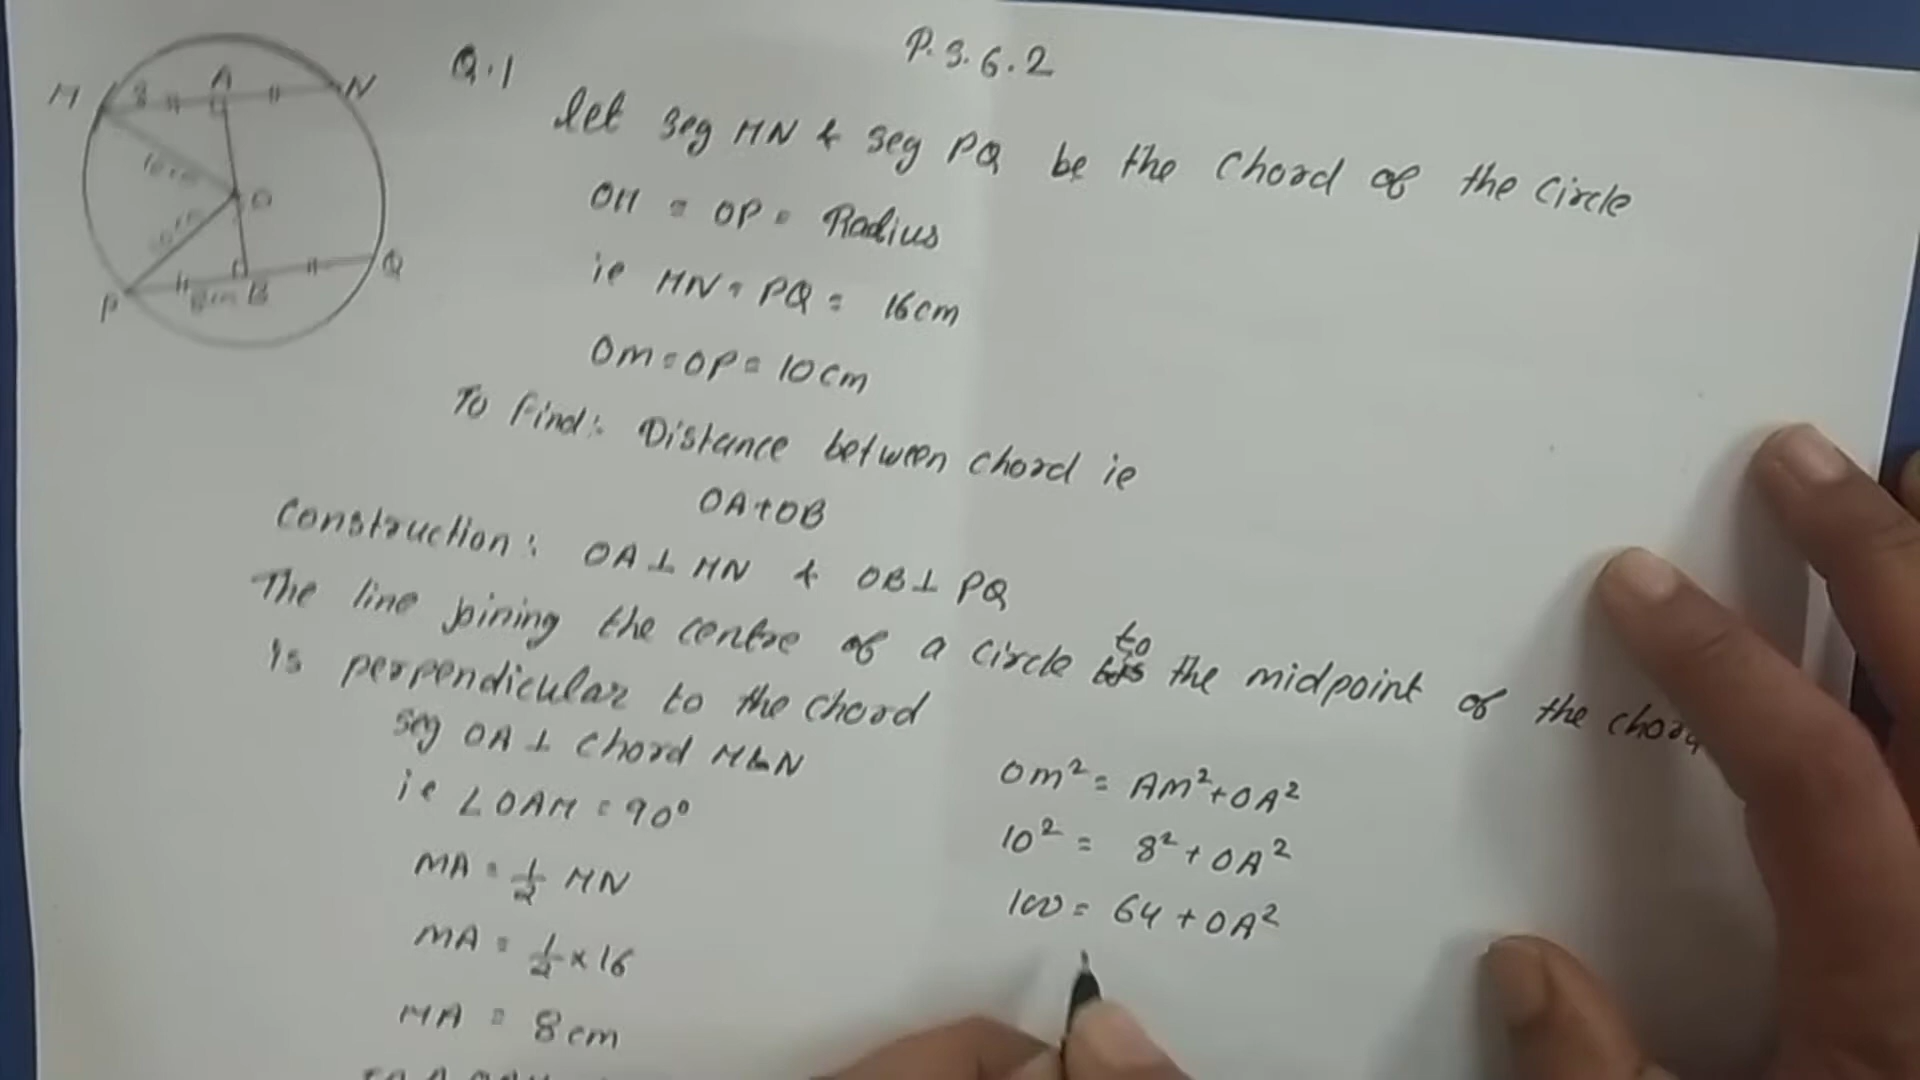 P.S.6.2
Q.1
let seg MN & seg PQ be the chord of the circle
OM = OP = Radius
ie MN = PQ = 16cm
OM = OP = 10cm
To find:- Distance between chord ie
OA+OB
Construction: OA⊥MN & OB⊥PQ
The line joining the centre of a circle to the midpoint of the chord
is perpendicular to the chord
seg OA ⊥ chord MN
ie ∠OAM = 90°
MA = 1/2 MN
MA = 1/2 × 16
MA = 8cm
OM² = AM² + OA²
10² = 8² + OA²
100 = 64 + OA²
M 8 A N
10cm
O
10cm
P 8cm B Q